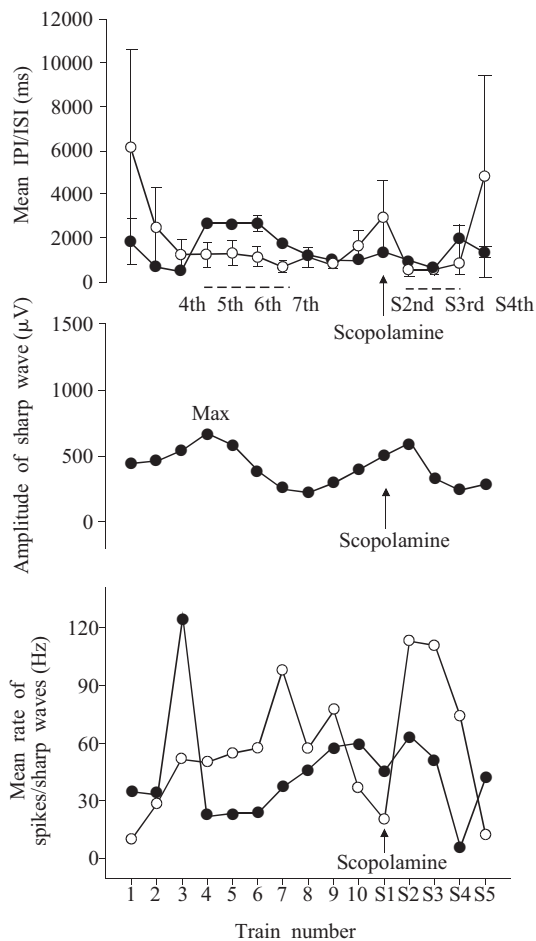 12000
10000
8000
6000
4000
2000
0
Mean IPI/ISI (ms)
4th 5th 6th 7th
S2nd S3rd S4th
Scopolamine
1500
1000
500
0
Amplitude of sharp wave (μV)
Max
Scopolamine
120
90
60
30
0
Mean rate of
spikes/sharp waves (Hz)
Scopolamine
1 2 3 4 5 6 7 8 9 10 S1 S2 S3 S4 S5
Train number